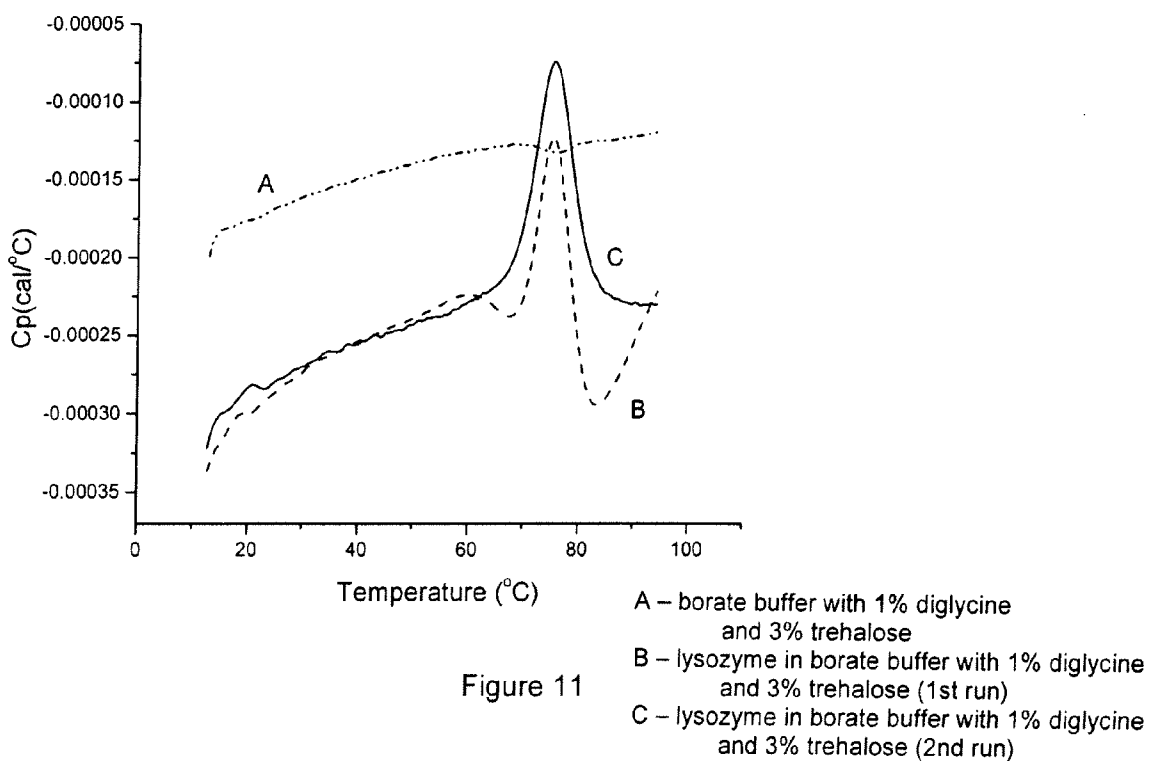 -0.00005
-0.00010
-0.00015
-0.00020
-0.00025
-0.00030
-0.00035
Cp(cal/°C)
A
C
B
0 20 40 60 80 100
Temperature (°C)
A – borate buffer with 1% diglycine
and 3% trehalose
B – lysozyme in borate buffer with 1% diglycine
and 3% trehalose (1st run)
C – lysozyme in borate buffer with 1% diglycine
and 3% trehalose (2nd run)
Figure 11